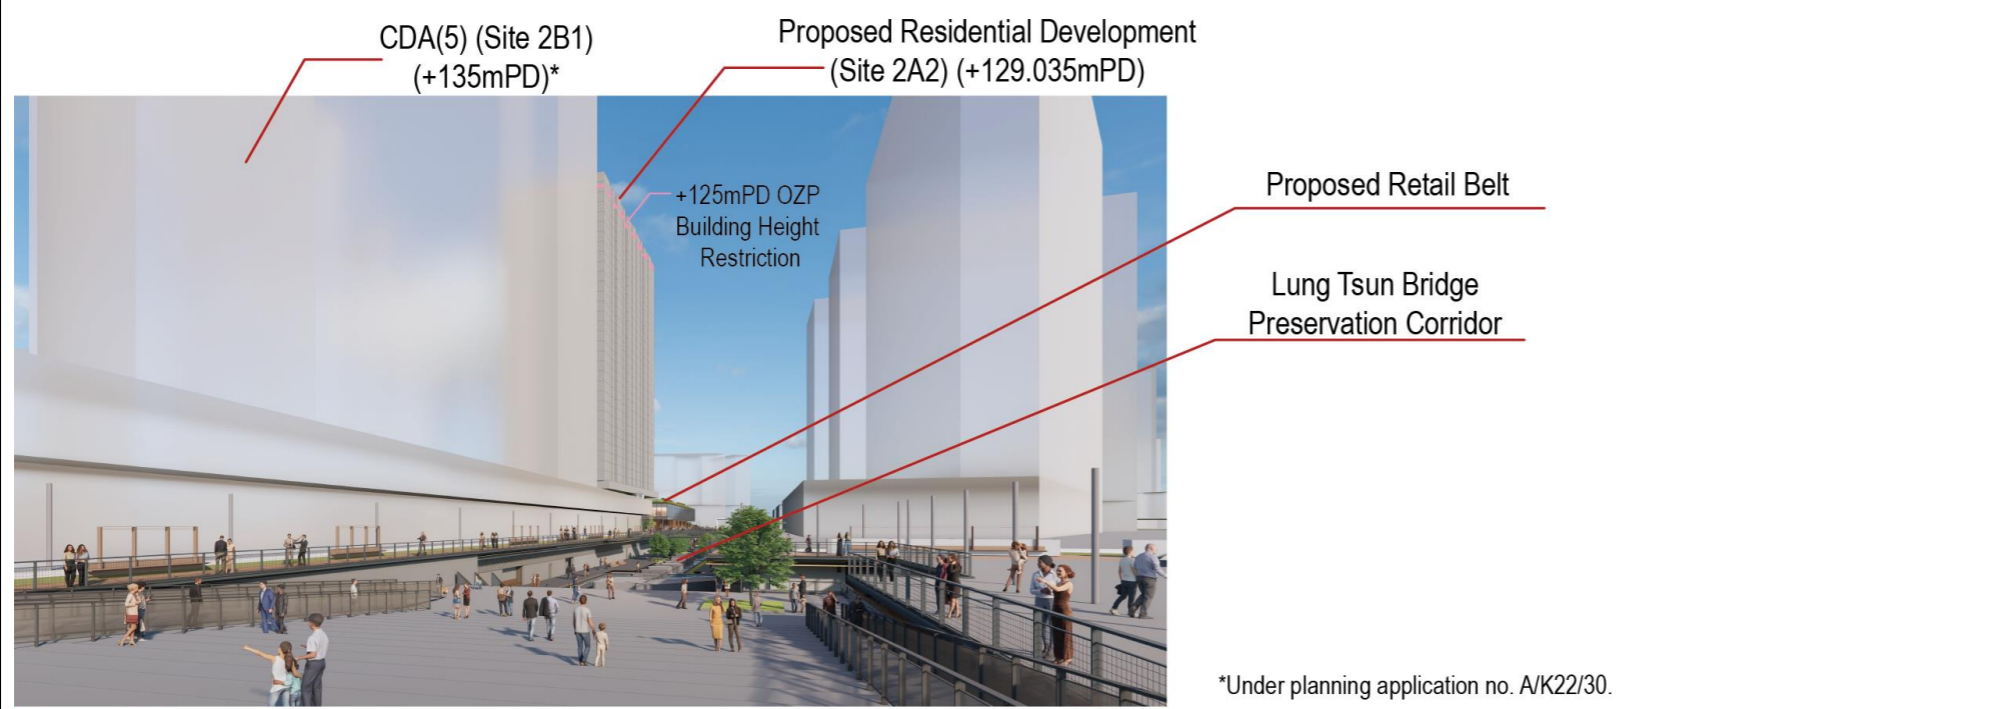 CDA(5) (Site 2B1)
(+135mPD)*
Proposed Residential Development
(Site 2A2) (+129.035mPD)
+125mPD OZP
Building Height
Restriction
Proposed Retail Belt
Lung Tsun Bridge
Preservation Corridor
*Under planning application no. A/K22/30.